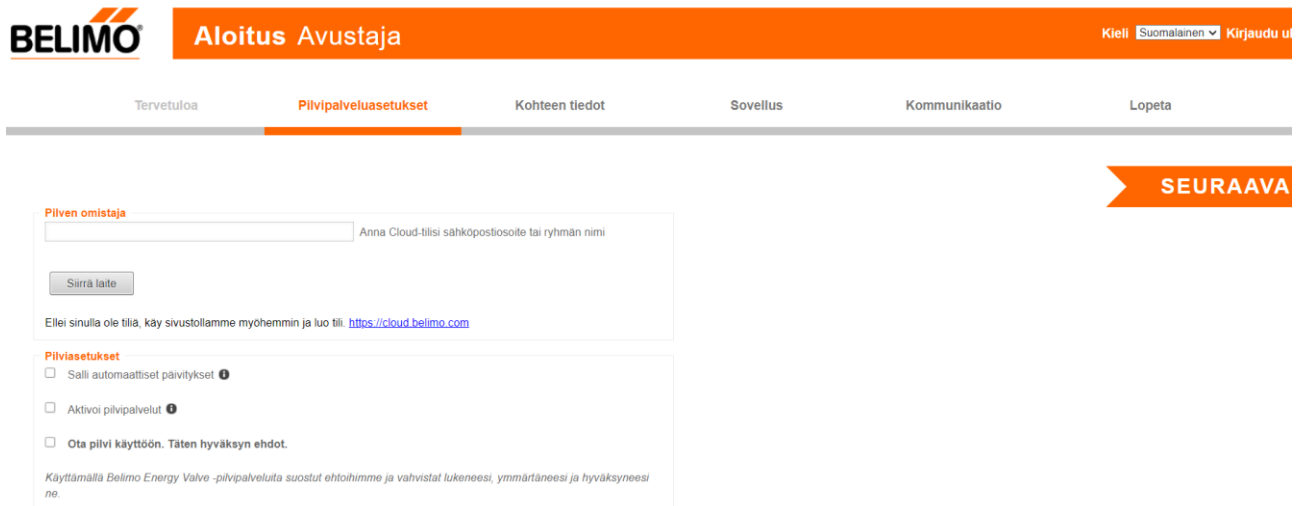 BELIMO
Aloitus Avustaja
Kieli Suomalainen Kirjaudu
Tervetuloa Pilvipalveluasetukset Kohteen tiedot Sovellus Kommunikaatio Lopeta
SEURAAVA
Pilven omistaja
Anna Cloud-tilisi sähköpostiosoite tai ryhmän nimi
Siirrä laite
Ellei sinulla ole tiliä, käy sivustollamme myöhemmin ja luo tili. https://cloud.belimo.com
Pilviasetukset
Salli automaattiset päivitykset
Aktivoi pilvipalvelut
Ota pilvi käyttöön. Täten hyväksyn ehdot.
Käyttämällä Belimo Energy Valve -pilvipalveluita suostut ehtoihimme ja vahvistat lukeneesi, ymmärtäneesi ja hyväksyneesi
ne.